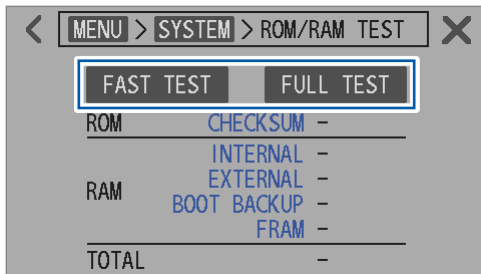 < MENU > SYSTEM > ROM/RAM TEST X
FAST TEST FULL TEST
ROM CHECKSUM -
INTERNAL -
RAM EXTERNAL -
BOOT BACKUP -
FRAM -
TOTAL -